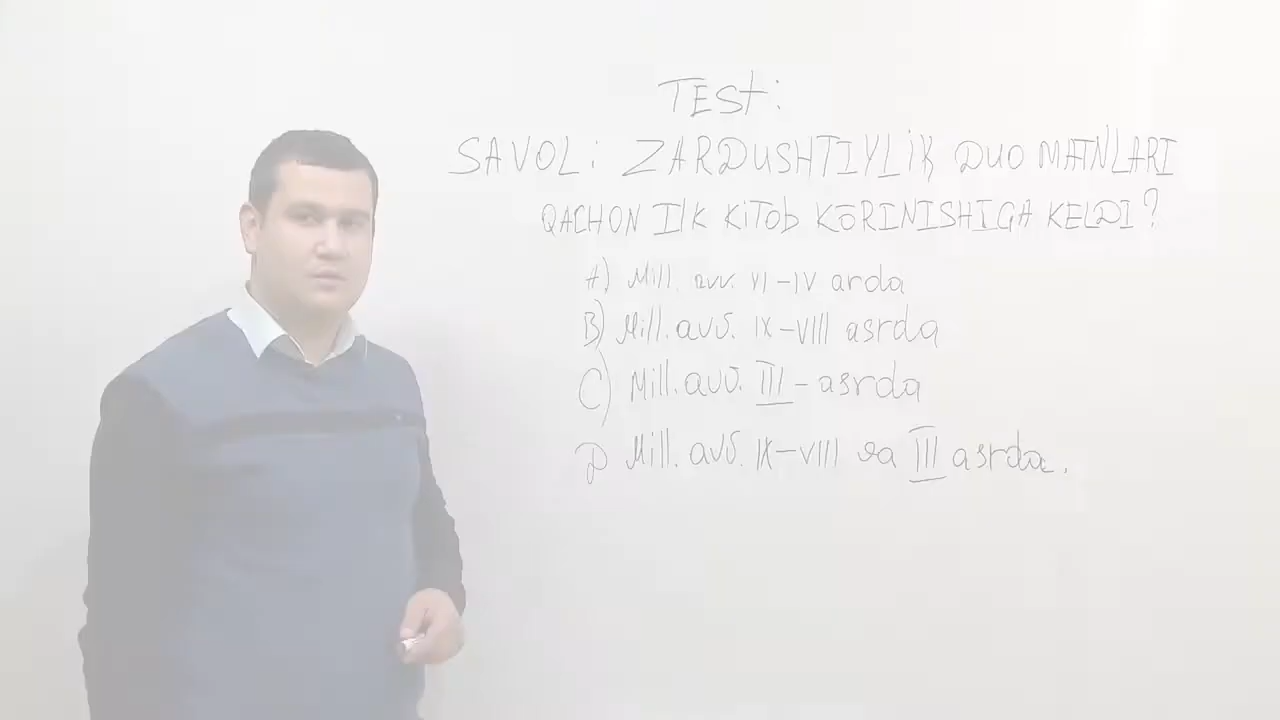 TEST:
SAVOL: ZARDUSHTIYLIK DUO MATNLARI
QACHON ILK KITOB KORINISHIGA KELDI?
A) Mill. avv. VI-IV arda
B) Mill. avv. IX-VIII asrda
C) Mill. avv. III- asrda
D Mill. avv. IX-VIII va III asrda.